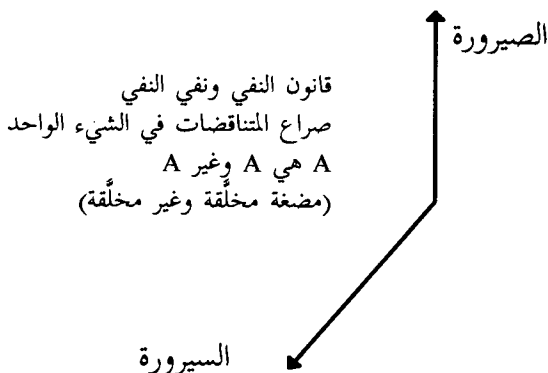 الصيرورة
قانون النفي ونفي النفي
صراع المتناقضات في الشيء الواحد
A هي A وغير A
(مضغة مخلَّقة وغير مخلَّقة)
السيرورة